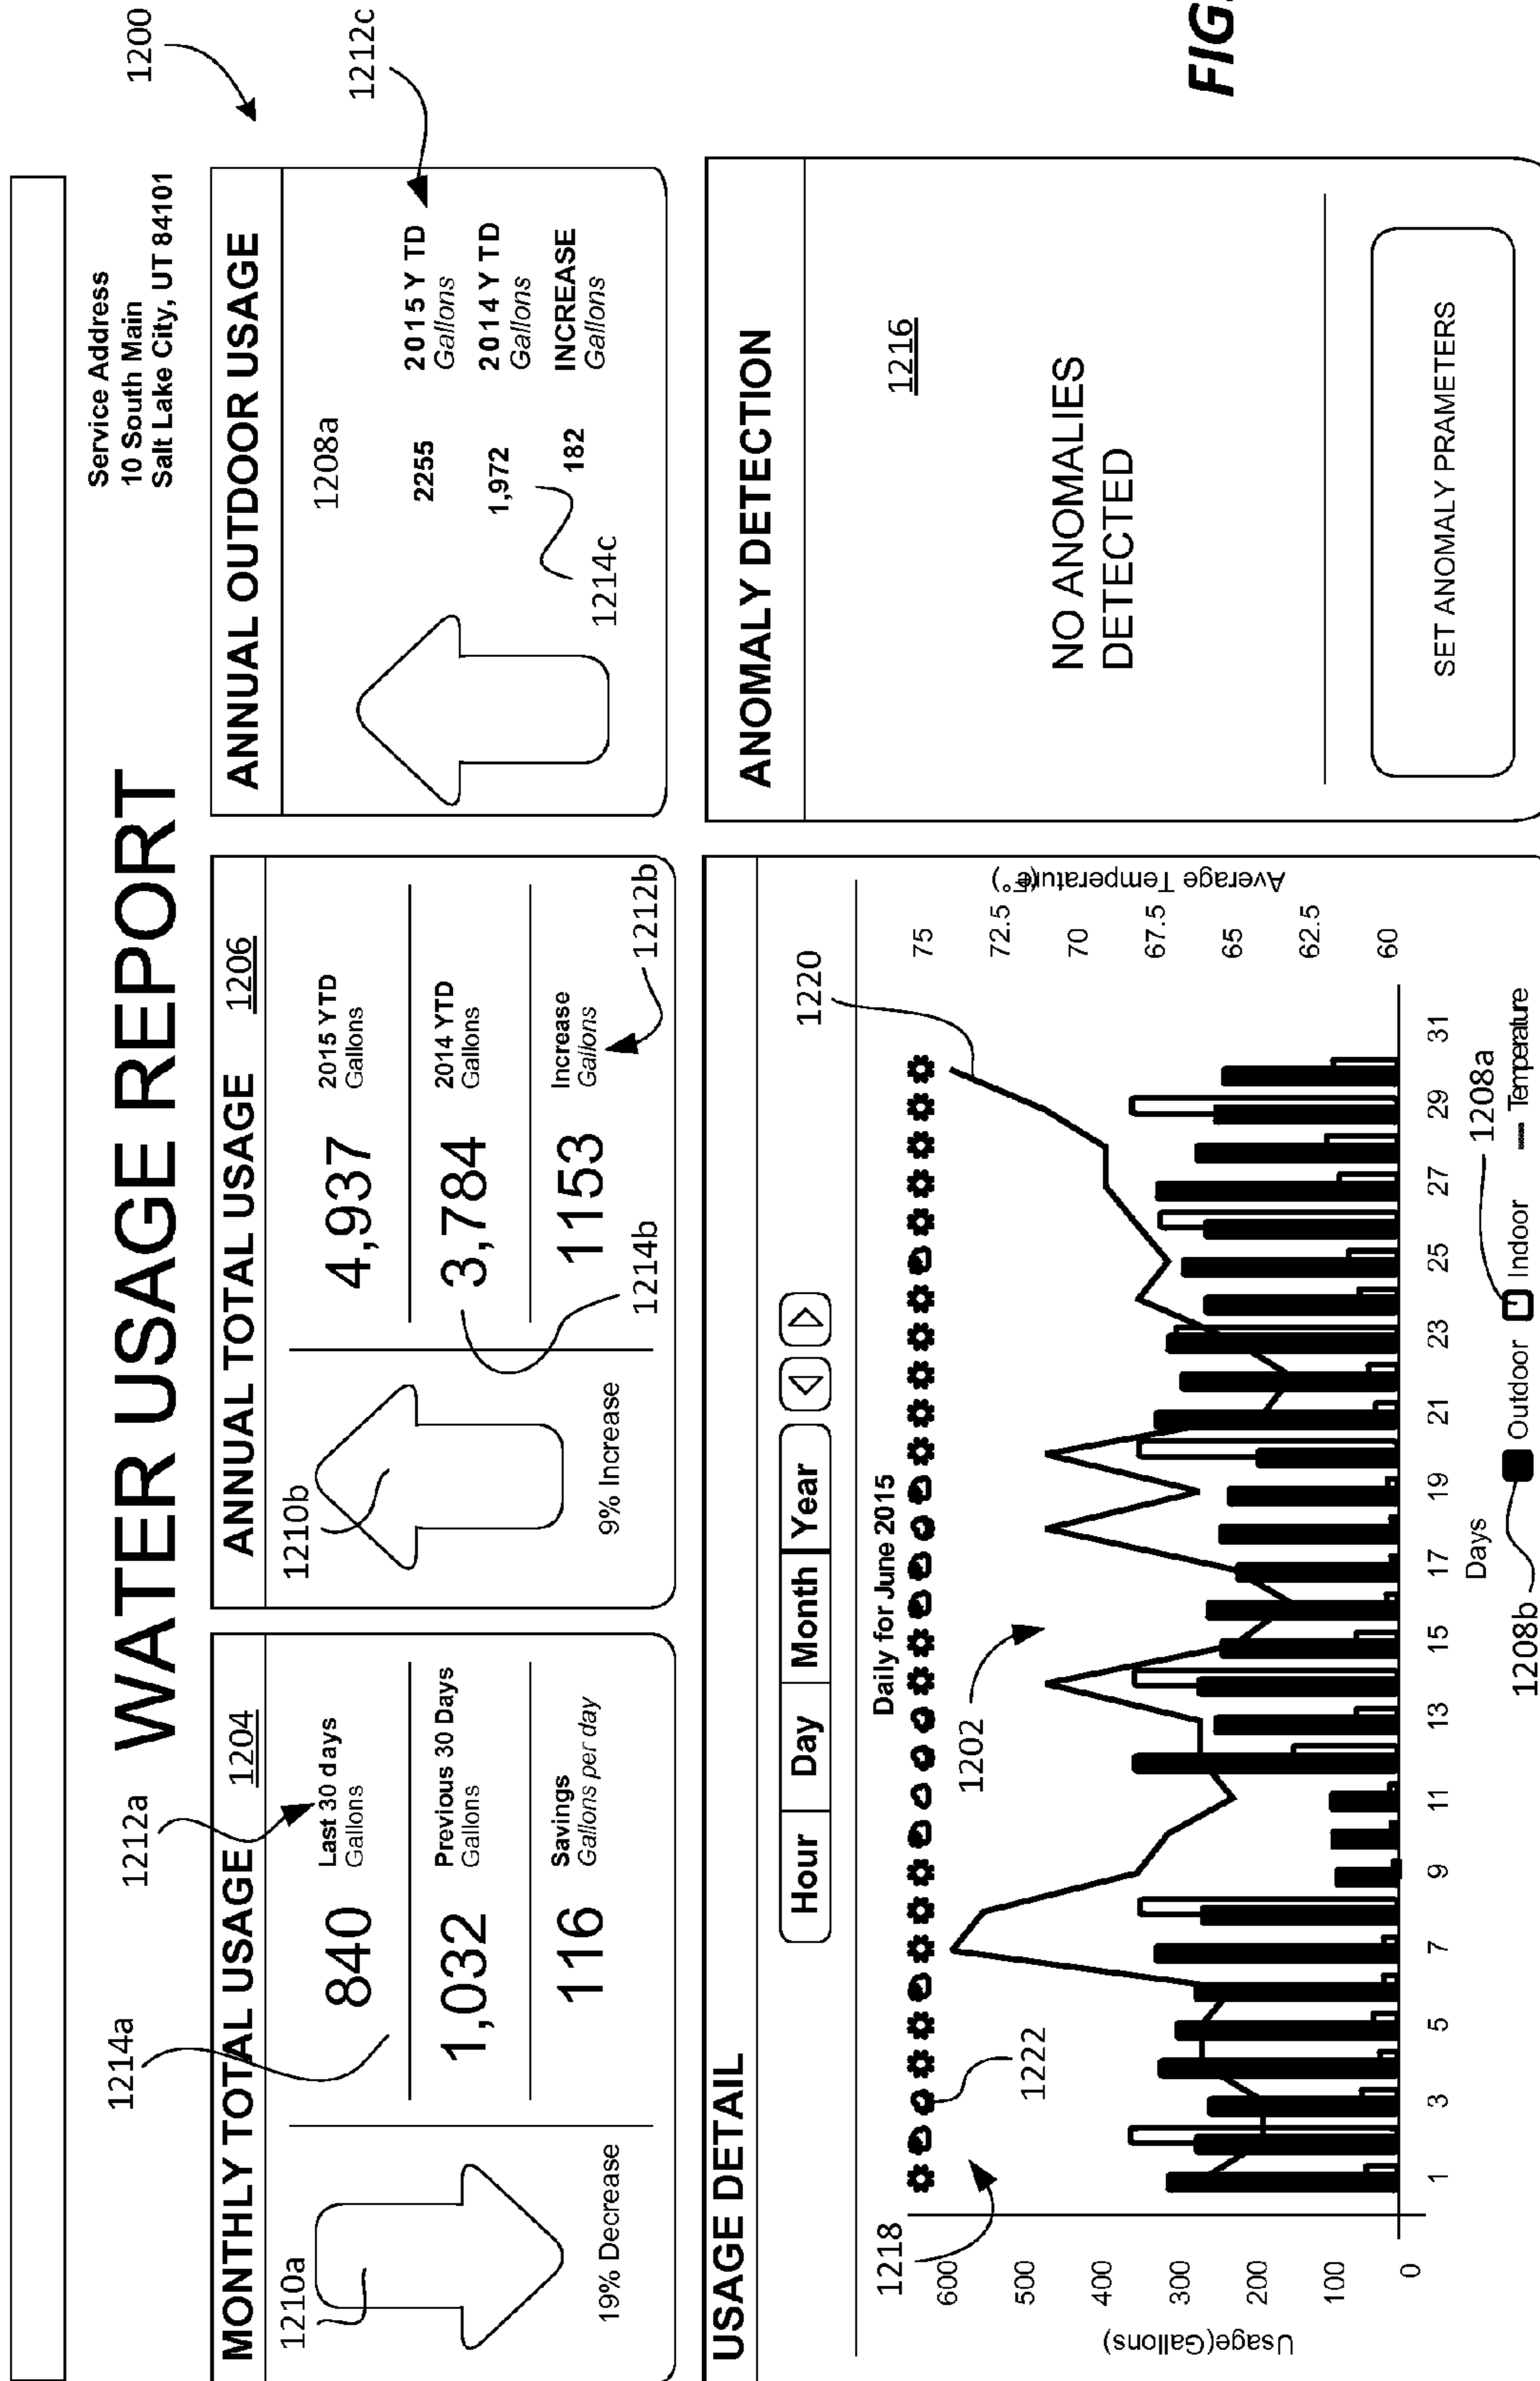 1200
WATER USAGE REPORT
Service Address
10 South Main
Salt Lake City, UT 84101
1214a
1212a
MONTHLY TOTAL USAGE 1204
1210a
840
Last 30 days
Gallons
1,032
Previous 30 Days
Gallons
116
Savings
Gallons per day
19% Decrease
ANNUAL TOTAL USAGE 1206
1210b
4,937
2015 YTD
Gallons
3,784
2014 YTD
Gallons
1153
Increase
Gallons
9% Increase
1214b
1212b
1212c
ANNUAL OUTDOOR USAGE
1208a
2255
2015 Y TD
Gallons
1,972
2014 Y TD
Gallons
182
INCREASE
Gallons
1214c
USAGE DETAIL
Hour Day Month Year
1220
Daily for June 2015
1218
1222
1202
Usage(Gallons)
600
500
400
300
200
100
0
75
72.5
70
67.5
65
62.5
60
Average Temperature(F°)
1 3 5 7 9 11 13 15 17 19 21 23 25 27 29 31
Days
1208b
1208a
Outdoor Indoor Temperature
ANOMALY DETECTION
1216
NO ANOMALIES
DETECTED
SET ANOMALY PRAMETERS
FIG.